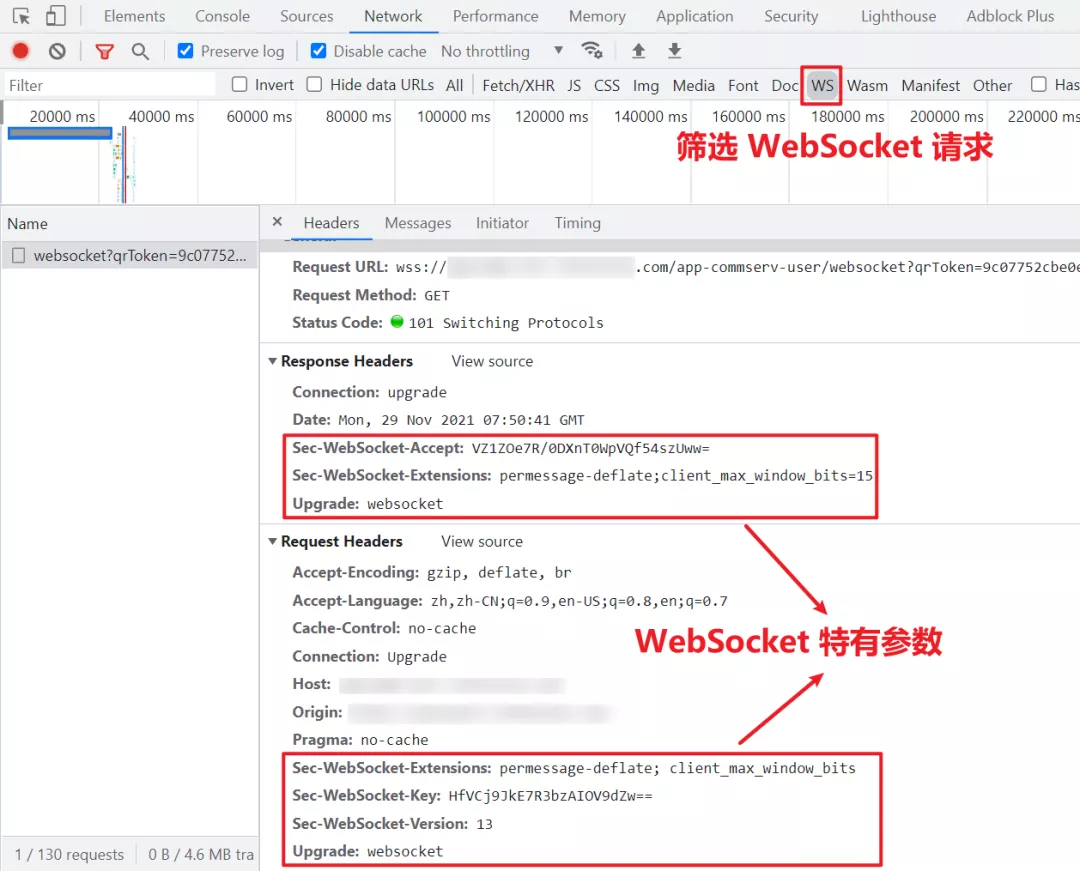 Elements Console Sources Network Performance Memory Application Security Lighthouse Adblock Plus
Preserve log Disable cache No throttling
Filter Invert Hide data URLs All Fetch/XHR JS CSS Img Media Font Doc WS Wasm Manifest Other Has
20000 ms 40000 ms 60000 ms 80000 ms 100000 ms 120000 ms 140000 ms 160000 ms 180000 ms 200000 ms 220000 ms
筛选 WebSocket 请求
Name
Headers Messages Initiator Timing
websocket?qrToken=9c07752...
Request URL: wss:// .com/app-commserv-user/websocket?qrToken=9c07752cbe0e
Request Method: GET
Status Code: 101 Switching Protocols
Response Headers View source
Connection: upgrade
Date: Mon, 29 Nov 2021 07:50:41 GMT
Sec-WebSocket-Accept: VZ1ZOe7R/0DXnT0WpVQf54szUww=
Sec-WebSocket-Extensions: permessage-deflate;client_max_window_bits=15
Upgrade: websocket
Request Headers View source
Accept-Encoding: gzip, deflate, br
Accept-Language: zh,zh-CN;q=0.9,en-US;q=0.8,en;q=0.7
Cache-Control: no-cache
WebSocket 特有参数
Connection: Upgrade
Host:
Origin:
Pragma: no-cache
Sec-WebSocket-Extensions: permessage-deflate; client_max_window_bits
Sec-WebSocket-Key: HfVCj9JkE7R3bzAIOV9dZw==
Sec-WebSocket-Version: 13
Upgrade: websocket
1 / 130 requests 0 B / 4.6 MB tra